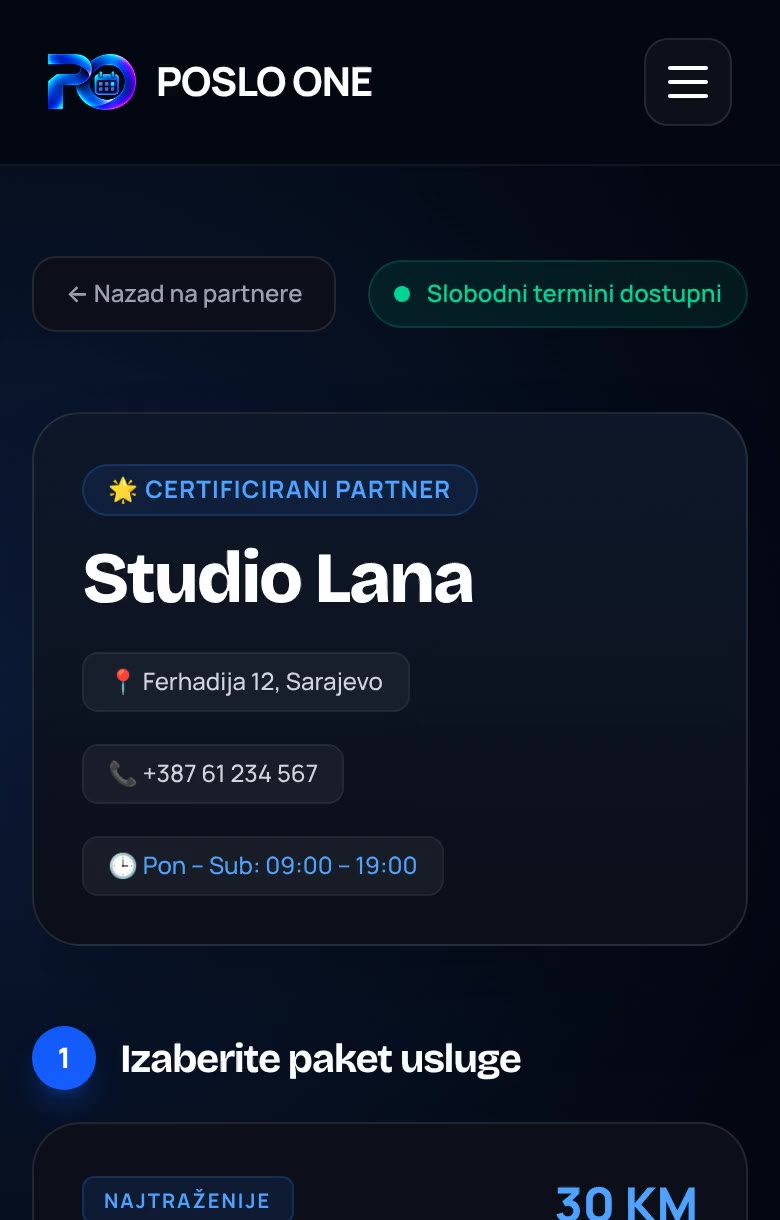 POSLO ONE
← Nazad na partnere
Slobodni termini dostupni
🌟 CERTIFICIRANI PARTNER
Studio Lana
📍 Ferhadija 12, Sarajevo
📞 +387 61 234 567
🕒 Pon – Sub: 09:00 – 19:00
1 Izaberite paket usluge
NAJTRAŽENIJE
30 KM